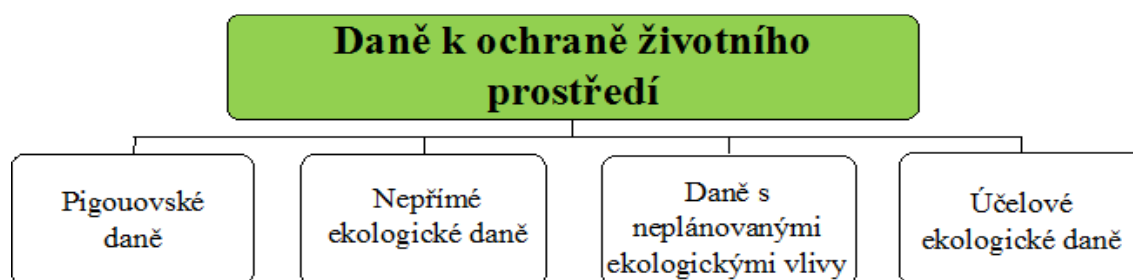 Daně k ochraně životního
prostředí
Pigouovské
daně
Nepřímé
ekologické daně
Daně s
neplánovanými
ekologickými vlivy
Účelové
ekologické daně